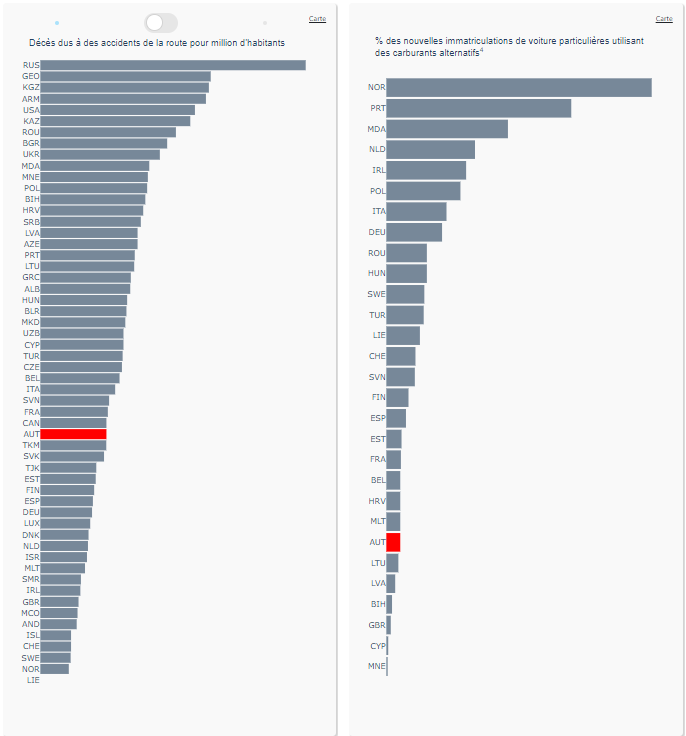 Carte
Décés dus à des accidents de la route pour million d'habitants
RUS
GEO
KGZ
ARM
USA
KAZ
ROU
BGR
UKR
MDA
MNE
POL
BIH
HRV
SRB
LVA
AZE
PRT
LTU
GRC
ALB
HUN
BLR
MKD
UZB
CYP
TUR
CZE
BEL
ITA
SVN
FRA
CAN
AUT
TKM
SVK
TJK
EST
FIN
ESP
DEU
LUX
DNK
NLD
ISR
MLT
SMR
IRL
GBR
MCO
AND
ISL
CHE
SWE
NOR
LIE
Carte
% des nouvelles immatriculations de voiture particulières utilisant
des carburants alternatifs⁴
NOR
PRT
MDA
NLD
IRL
POL
ITA
DEU
ROU
HUN
SWE
TUR
LIE
CHE
SVN
FIN
ESP
EST
FRA
BEL
HRV
MLT
AUT
LTU
LVA
BIH
GBR
CYP
MNE